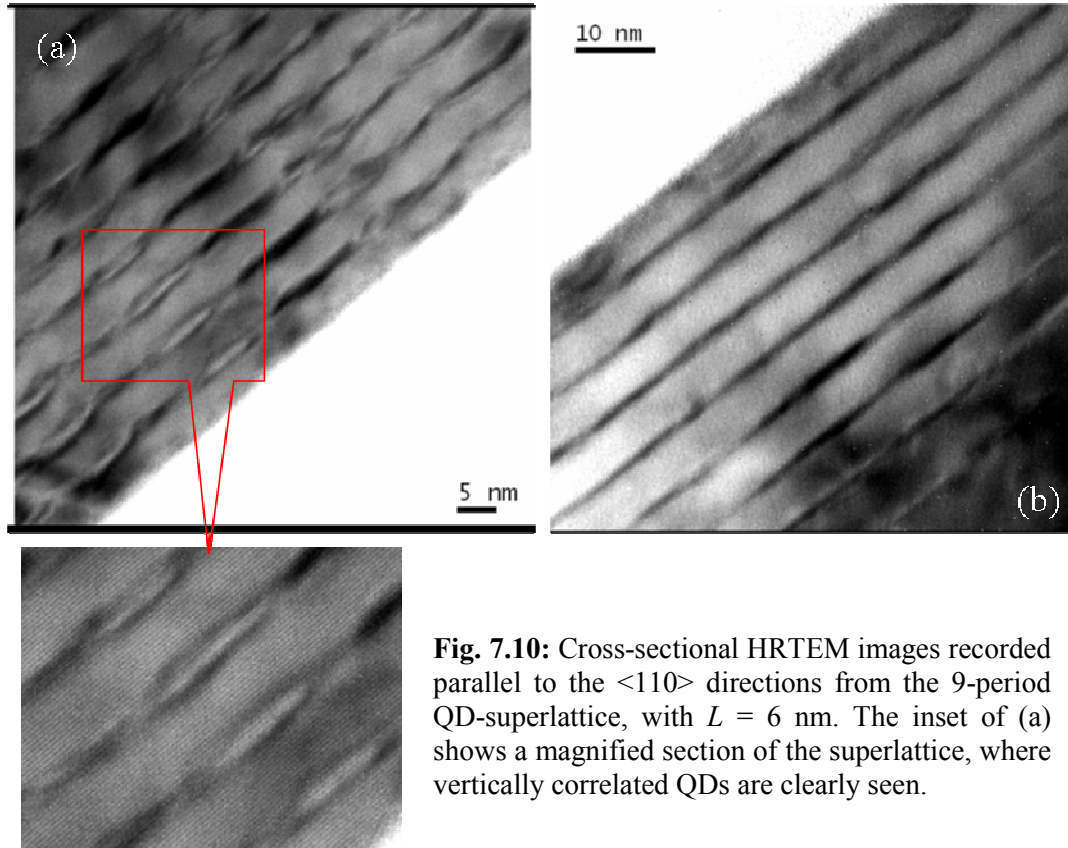 (a)
10 nm
5 nm
(b)
Fig. 7.10: Cross-sectional HRTEM images recorded
parallel to the <110> directions from the 9-period
QD-superlattice, with L = 6 nm. The inset of (a)
shows a magnified section of the superlattice, where
vertically correlated QDs are clearly seen.